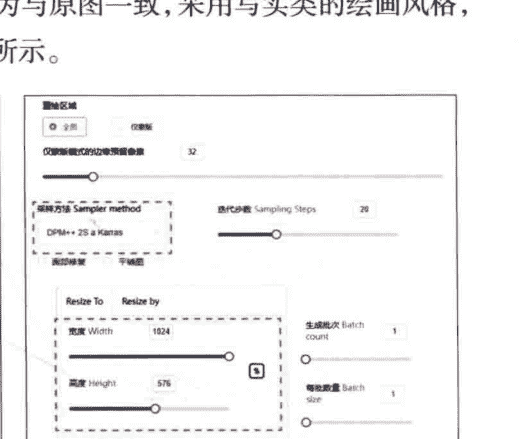 为与原图一致，采用写实类的绘画风格，
所示。
重绘区域
全图 仅蒙版
仅蒙版模式的边缘预留像素 32
采样方法 Sampler method
迭代步数 Sampling Steps 20
DPM++ 2S a Karras
面部修复 平铺图
Resize To Resize by
宽度 Width 1024
生成批次 Batch count 1
高度 Height 576
每批数量 Batch size 1